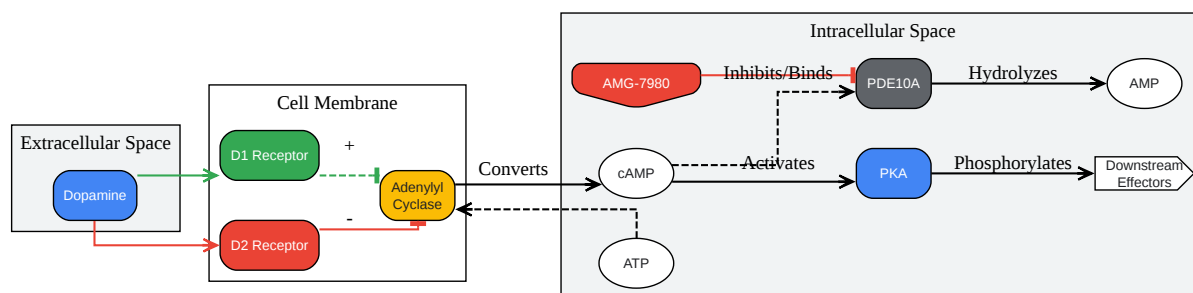 Intracellular Space
AMG-7980
Inhibits/Binds
PDE10A
Hydrolyzes
AMP
Cell Membrane
Extracellular Space
D1 Receptor
+
Dopamine
Adenylyl
Cyclase
Converts
cAMP
Activates
PKA
Phosphorylates
Downstream
Effectors
-
D2 Receptor
ATP